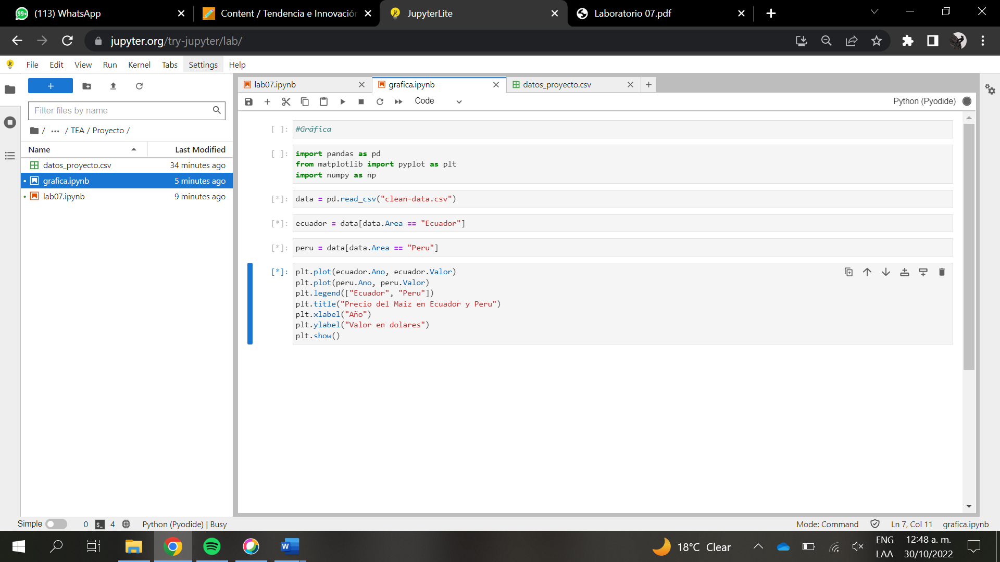 (113) WhatsApp
Content / Tendencia e Innovación
JupyterLite
Laboratorio 07.pdf
jupyter.org/try-jupyter/lab/
File Edit View Run Kernel Tabs Settings Help
+
Filter files by name
/ ... / TEA / Proyecto /
Name Last Modified
datos_proyecto.csv 34 minutes ago
grafica.ipynb 5 minutes ago
lab07.ipynb 9 minutes ago
lab07.ipynb
grafica.ipynb
datos_proyecto.csv
Code
Python (Pyodide)
[ ]: #Gráfica
[ ]: import pandas as pd
from matplotlib import pyplot as plt
import numpy as np
[*]: data = pd.read_csv("clean-data.csv")
[*]: ecuador = data[data.Area == "Ecuador"]
[*]: peru = data[data.Area == "Peru"]
[*]: plt.plot(ecuador.Ano, ecuador.Valor)
plt.plot(peru.Ano, peru.Valor)
plt.legend(["Ecuador", "Peru"])
plt.title("Precio del Maiz en Ecuador y Peru")
plt.xlabel("Año")
plt.ylabel("Valor en dolares")
plt.show()
Simple 0 $_ 4 Python (Pyodide) | Busy
Mode: Command Ln 7, Col 11 grafica.ipynb
99+
W
18°C Clear
ENG
LAA
12:48 a. m.
30/10/2022